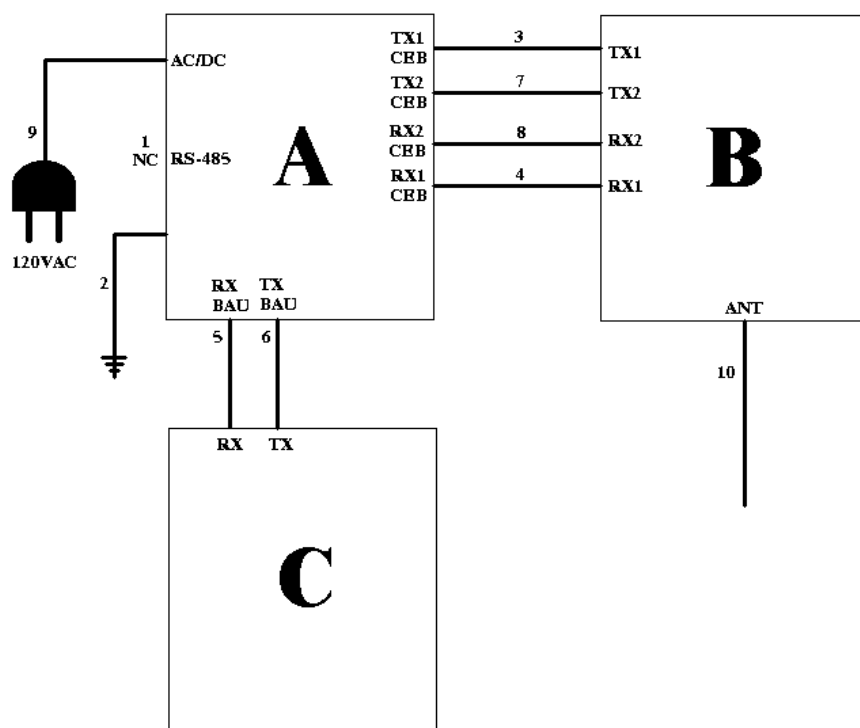 TX1
CEB
3
TX1
AC/DC
TX2
CEB
7
TX2
9
1
NC
RS-485
A
RX2
CEB
8
RX2
B
RX1
CEB
4
RX1
120VAC
2
RX
BAU
TX
BAU
ANT
5
6
10
RX
TX
C